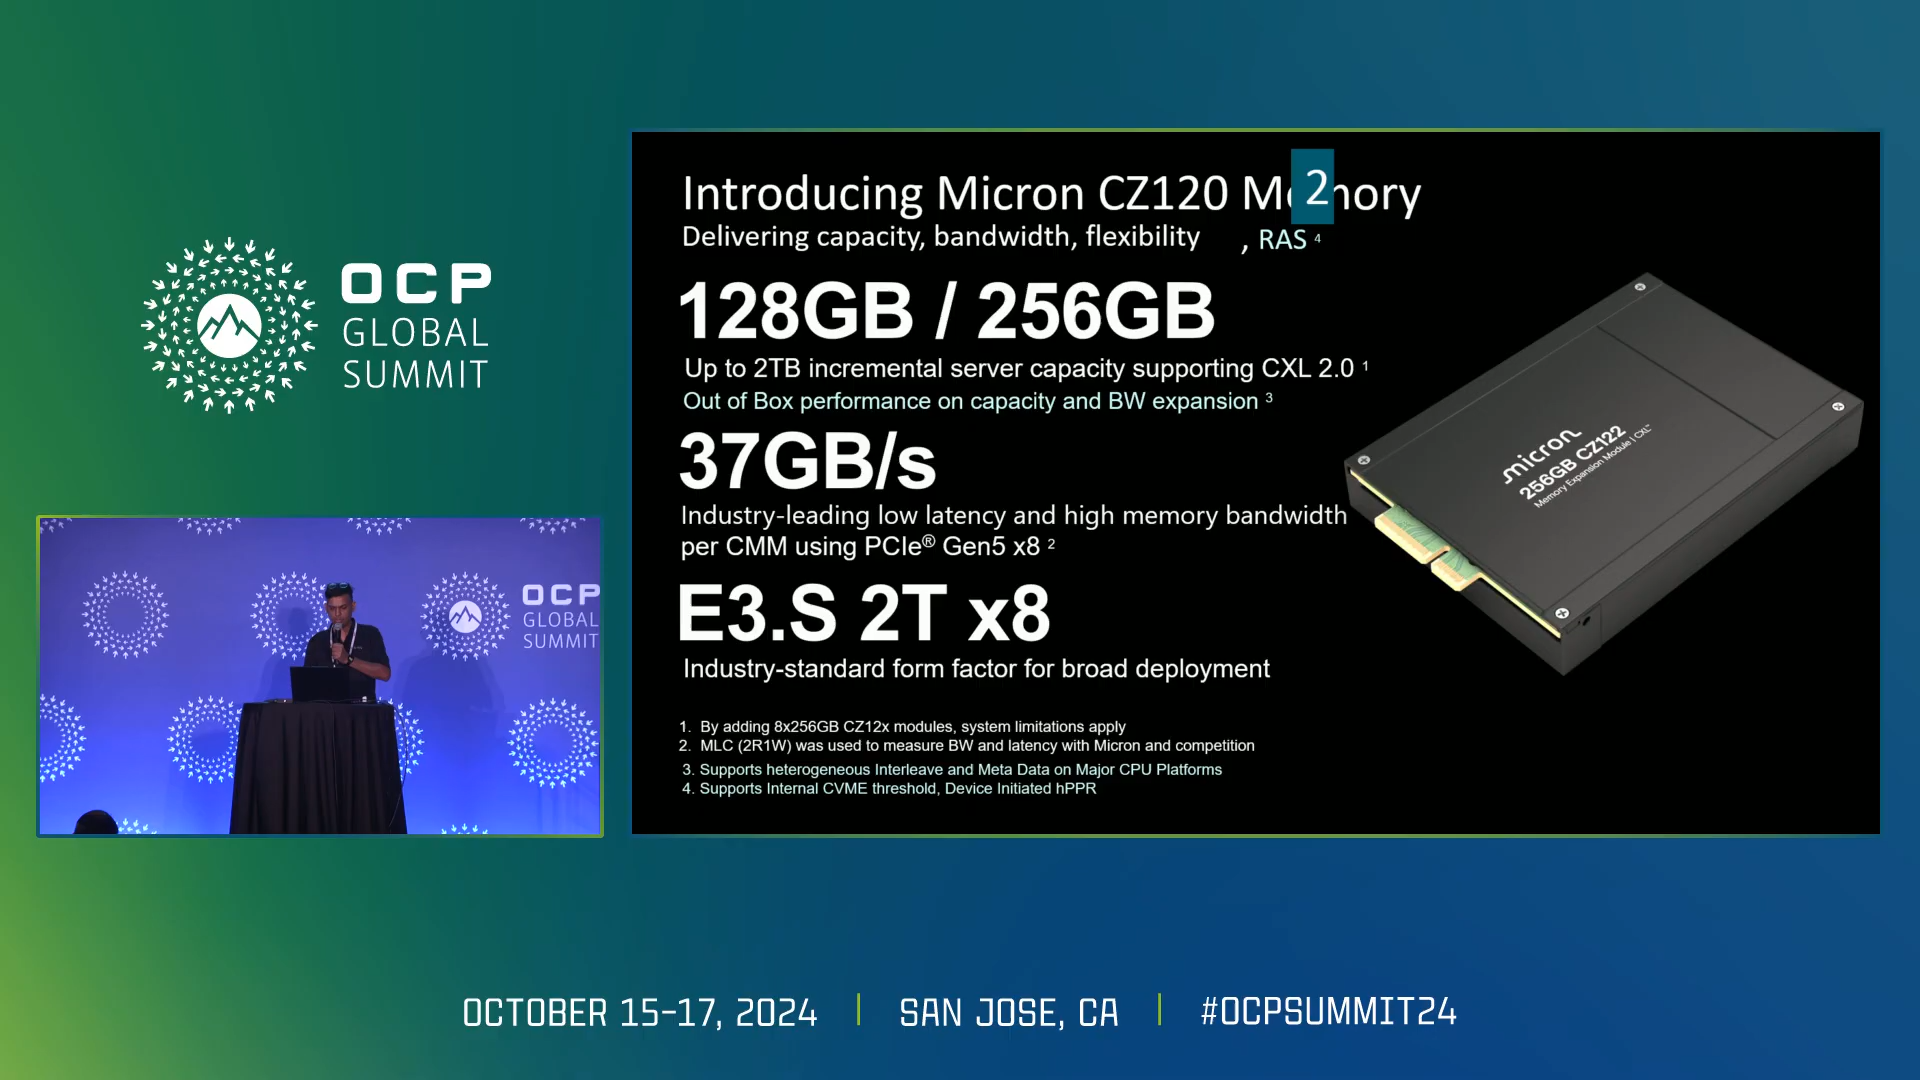 OCP
GLOBAL
SUMMIT
OCP
GLOBAL
SUMMIT
Introducing Micron CZ120 Memory
2
Delivering capacity, bandwidth, flexibility , RAS 4
128GB / 256GB
Up to 2TB incremental server capacity supporting CXL 2.0 1
Out of Box performance on capacity and BW expansion 3
37GB/s
Industry-leading low latency and high memory bandwidth
per CMM using PCIe® Gen5 x8 2
E3.S 2T x8
Industry-standard form factor for broad deployment
1. By adding 8x256GB CZ12x modules, system limitations apply
2. MLC (2R1W) was used to measure BW and latency with Micron and competition
3. Supports heterogeneous Interleave and Meta Data on Major CPU Platforms
4. Supports Internal CVME threshold, Device Initiated hPPR
micron
256GB CZ122
Memory Expansion Module | CXL™
OCTOBER 15-17, 2024 | SAN JOSE, CA | #OCPSUMMIT24